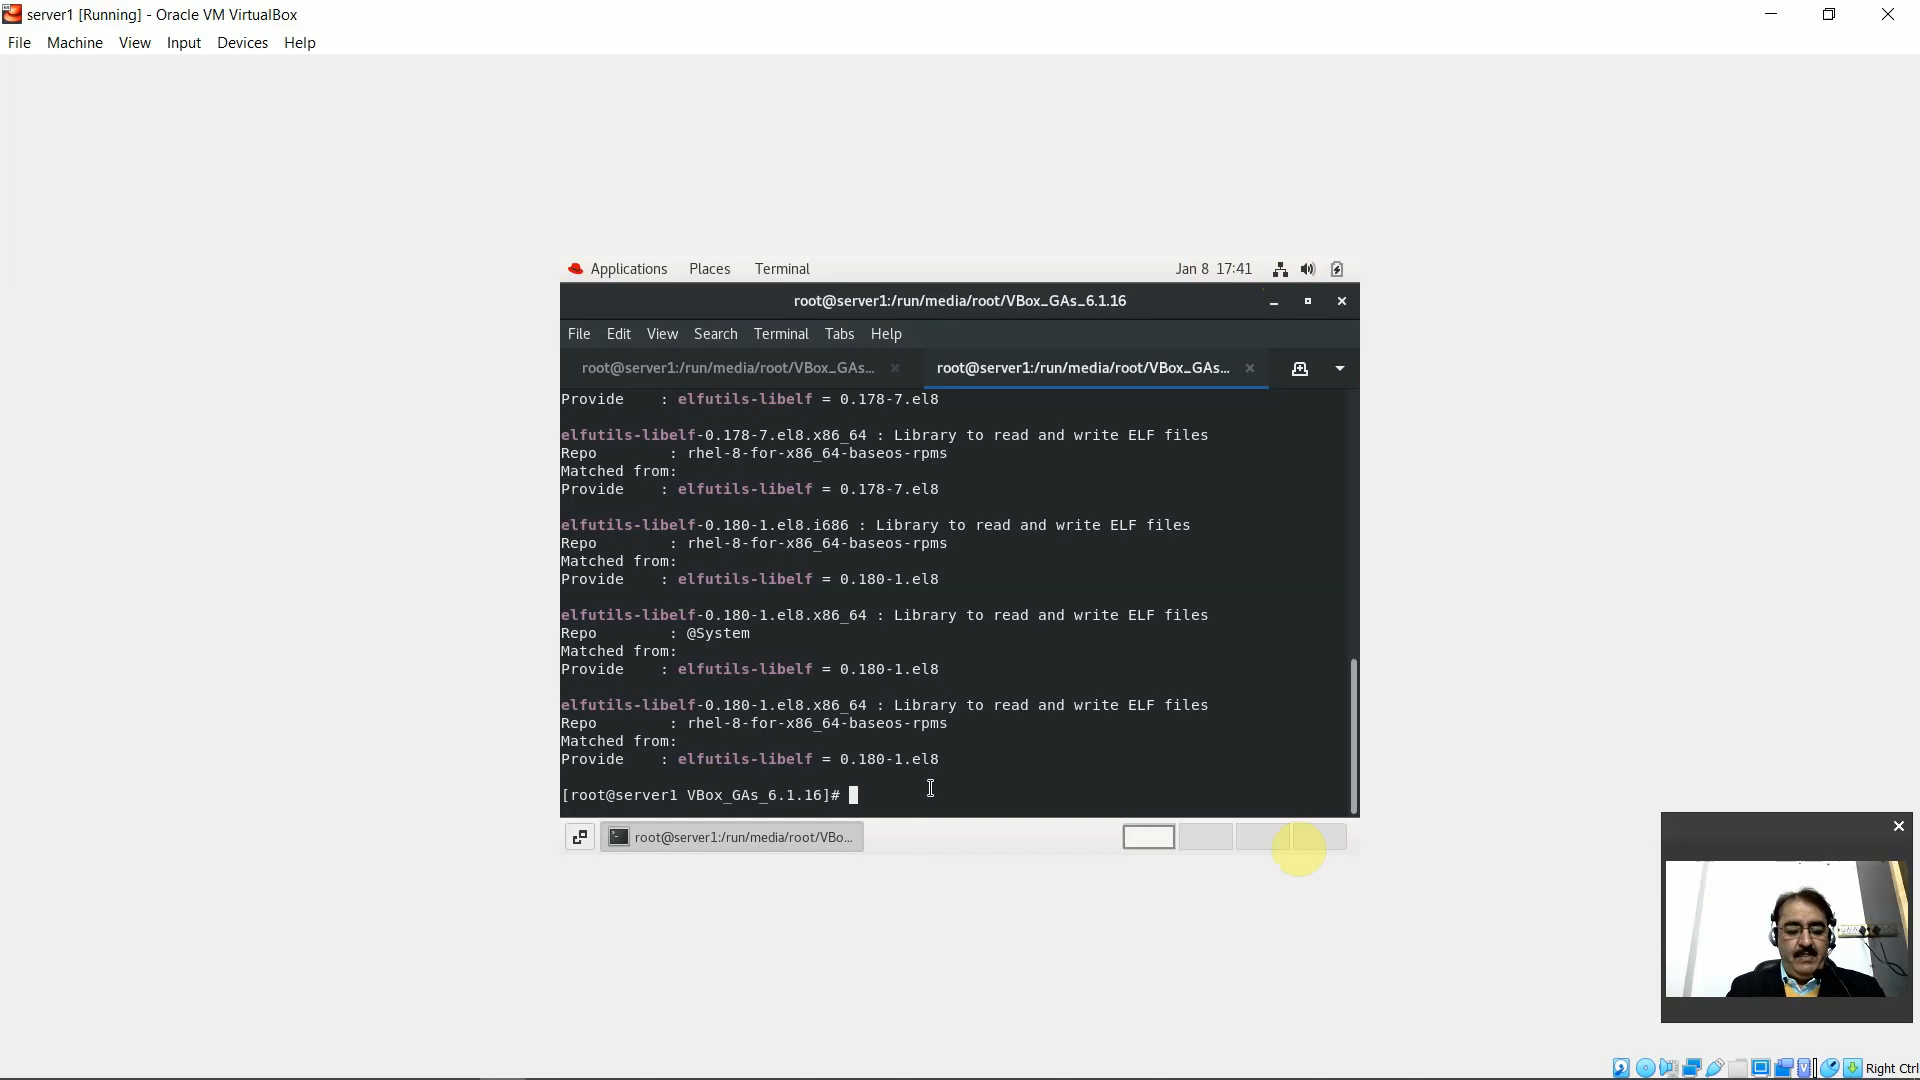 server1 [Running] - Oracle VM VirtualBox
File Machine View Input Devices Help
Applications Places Terminal Jan 8 17:41
root@server1:/run/media/root/VBox_GAs_6.1.16
File Edit View Search Terminal Tabs Help
root@server1:/run/media/root/VBox_GAs... root@server1:/run/media/root/VBox_GAs...
Provide : elfutils-libelf = 0.178-7.el8
elfutils-libelf-0.178-7.el8.x86_64 : Library to read and write ELF files
Repo : rhel-8-for-x86_64-baseos-rpms
Matched from:
Provide : elfutils-libelf = 0.178-7.el8
elfutils-libelf-0.180-1.el8.i686 : Library to read and write ELF files
Repo : rhel-8-for-x86_64-baseos-rpms
Matched from:
Provide : elfutils-libelf = 0.180-1.el8
elfutils-libelf-0.180-1.el8.x86_64 : Library to read and write ELF files
Repo : @System
Matched from:
Provide : elfutils-libelf = 0.180-1.el8
elfutils-libelf-0.180-1.el8.x86_64 : Library to read and write ELF files
Repo : rhel-8-for-x86_64-baseos-rpms
Matched from:
Provide : elfutils-libelf = 0.180-1.el8
[root@server1 VBox_GAs_6.1.16]#
root@server1:/run/media/root/VBo...
Right Ctrl